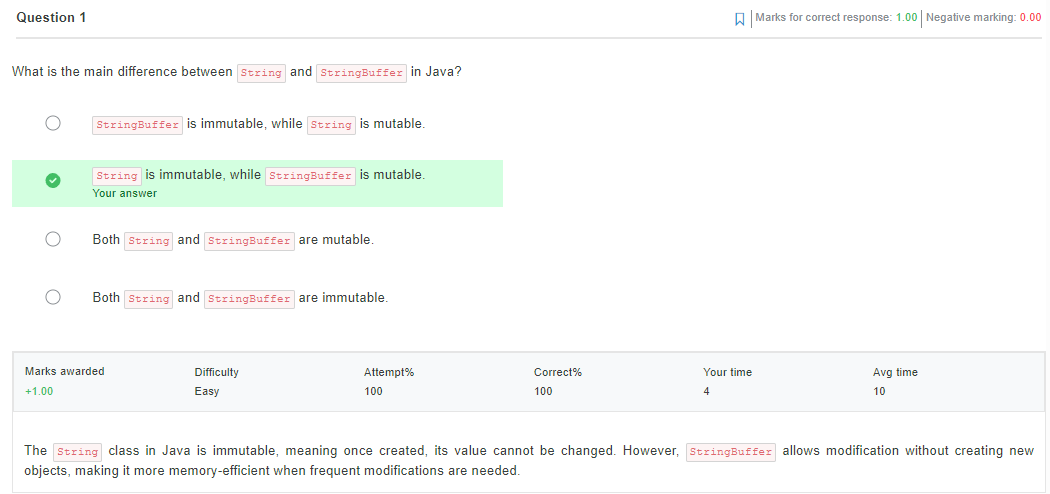 Question 1
Marks for correct response: 1.00 Negative marking: 0.00
What is the main difference between String and StringBuffer in Java?
StringBuffer is immutable, while String is mutable.
String is immutable, while StringBuffer is mutable.
Your answer
Both String and StringBuffer are mutable.
Both String and StringBuffer are immutable.
Marks awarded Difficulty Attempt% Correct% Your time Avg time
+1.00 Easy 100 100 4 10
The String class in Java is immutable, meaning once created, its value cannot be changed. However, StringBuffer allows modification without creating new
objects, making it more memory-efficient when frequent modifications are needed.